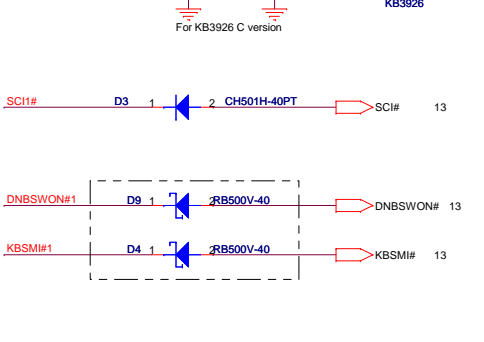 KB3926
For KB3926 C version
SCI1# D3 1 2 CH501H-40PT SCI# 13
DNBSWON#1 D9 1 2 RB500V-40 DNBSWON# 13
KBSMI#1 D4 1 2 RB500V-40 KBSMI# 13